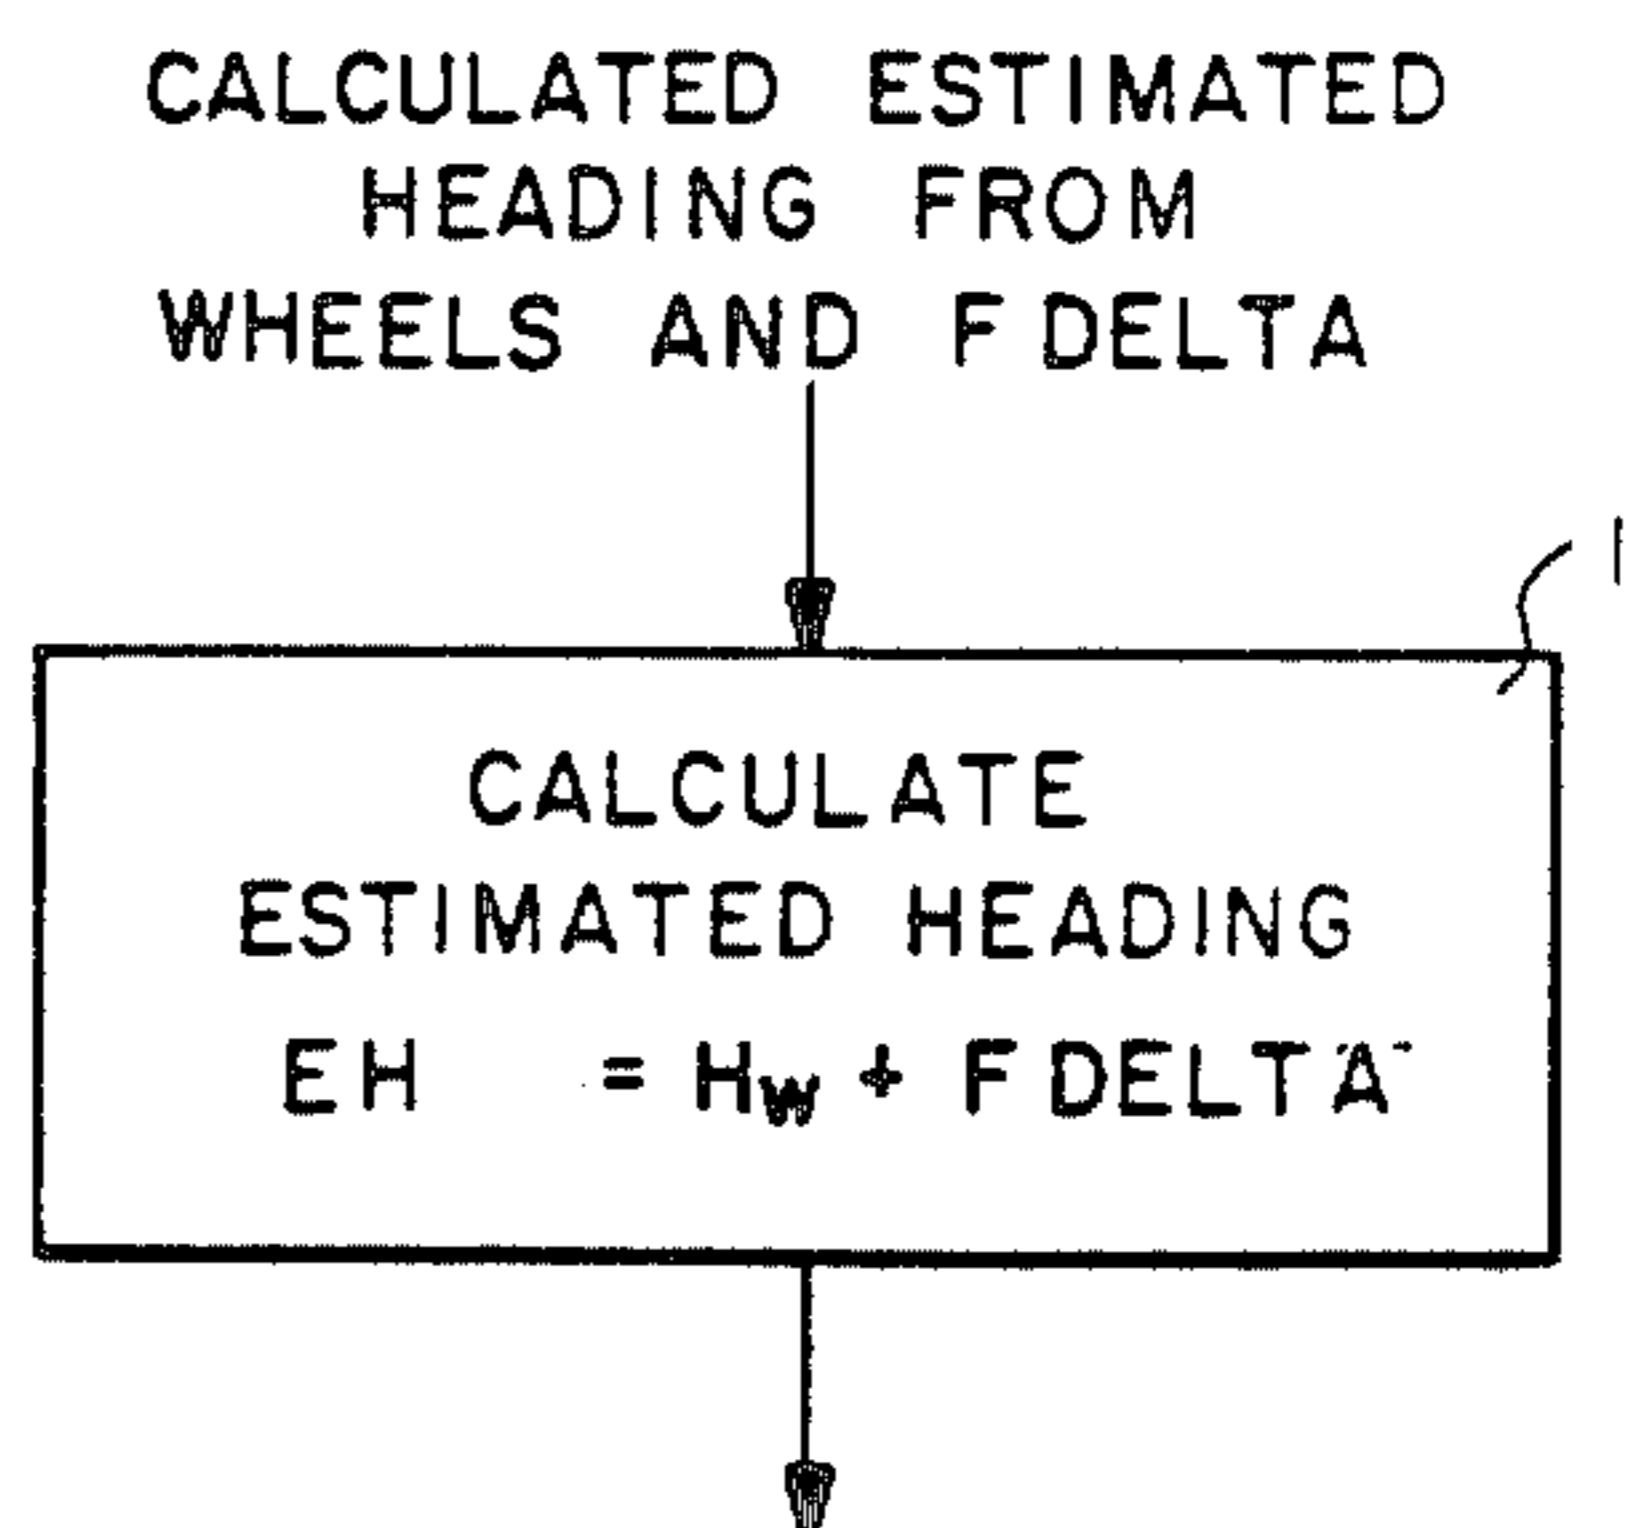 CALCULATED ESTIMATED
HEADING FROM
WHEELS AND F DELTA
CALCULATE
ESTIMATED HEADING
EH = Hw + F DELTA